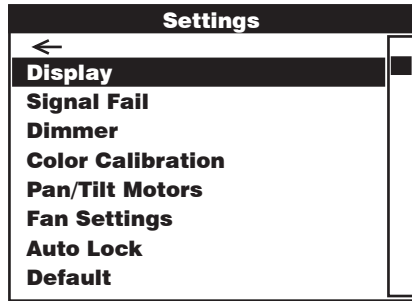 Settings
←
Display
Signal Fail
Dimmer
Color Calibration
Pan/Tilt Motors
Fan Settings
Auto Lock
Default